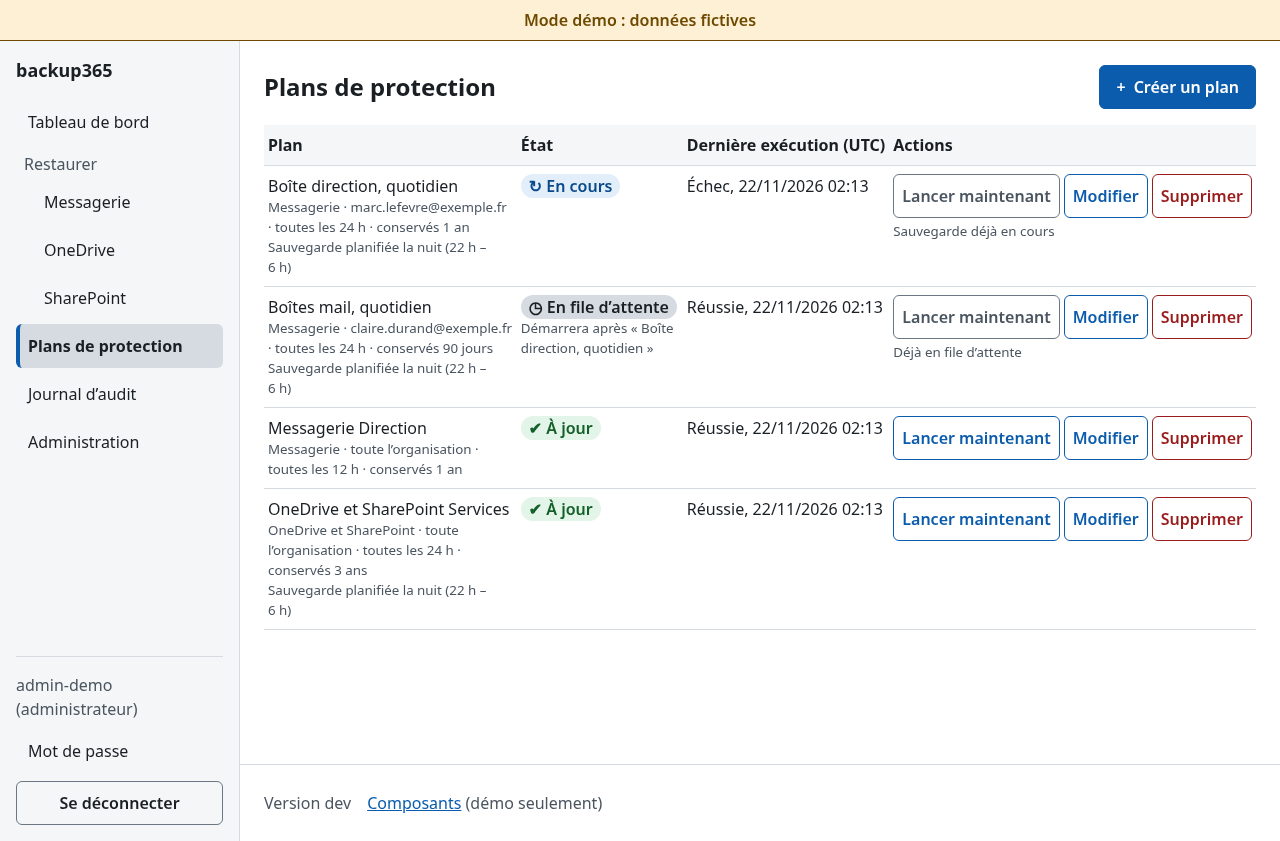 Mode démo : données fictives
backup365
Tableau de bord
Restaurer
Messagerie
OneDrive
SharePoint
Plans de protection
Journal d’audit
Administration
admin-demo
(administrateur)
Mot de passe
Se déconnecter
Plans de protection
+ Créer un plan
Plan État Dernière exécution (UTC) Actions
Boîte direction, quotidien
Messagerie · marc.lefevre@exemple.fr
· toutes les 24 h · conservés 1 an
Sauvegarde planifiée la nuit (22 h –
6 h)
↻ En cours
Échec, 22/11/2026 02:13
Lancer maintenant Modifier Supprimer
Sauvegarde déjà en cours
Boîtes mail, quotidien
Messagerie · claire.durand@exemple.fr
· toutes les 24 h · conservés 90 jours
Sauvegarde planifiée la nuit (22 h –
6 h)
◷ En file d’attente
Démarrera après « Boîte
direction, quotidien »
Réussie, 22/11/2026 02:13
Lancer maintenant Modifier Supprimer
Déjà en file d’attente
Messagerie Direction
Messagerie · toute l’organisation ·
toutes les 12 h · conservés 1 an
✔ À jour
Réussie, 22/11/2026 02:13
Lancer maintenant Modifier Supprimer
OneDrive et SharePoint Services
OneDrive et SharePoint · toute
l’organisation · toutes les 24 h ·
conservés 3 ans
Sauvegarde planifiée la nuit (22 h –
6 h)
✔ À jour
Réussie, 22/11/2026 02:13
Lancer maintenant Modifier Supprimer
Version dev Composants (démo seulement)